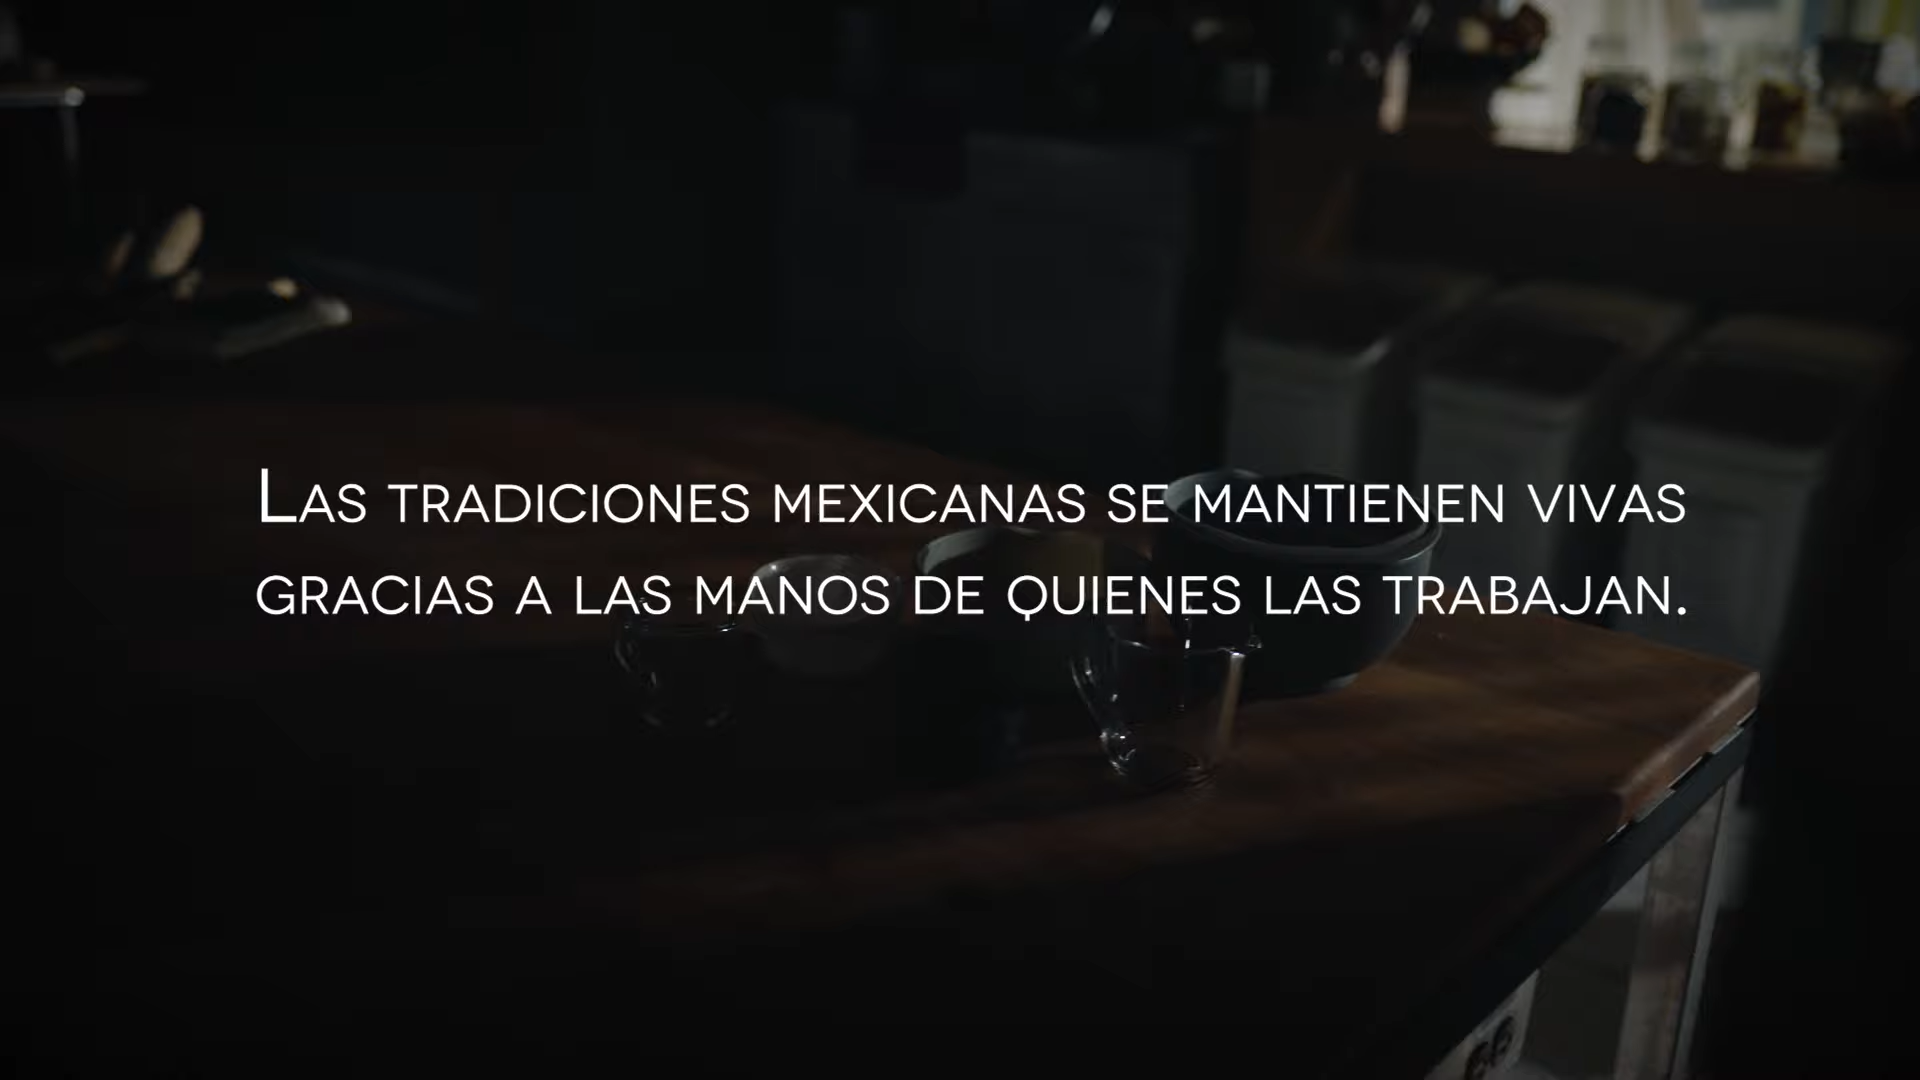 Las tradiciones mexicanas se mantienen vivas
gracias a las manos de quienes las trabajan.